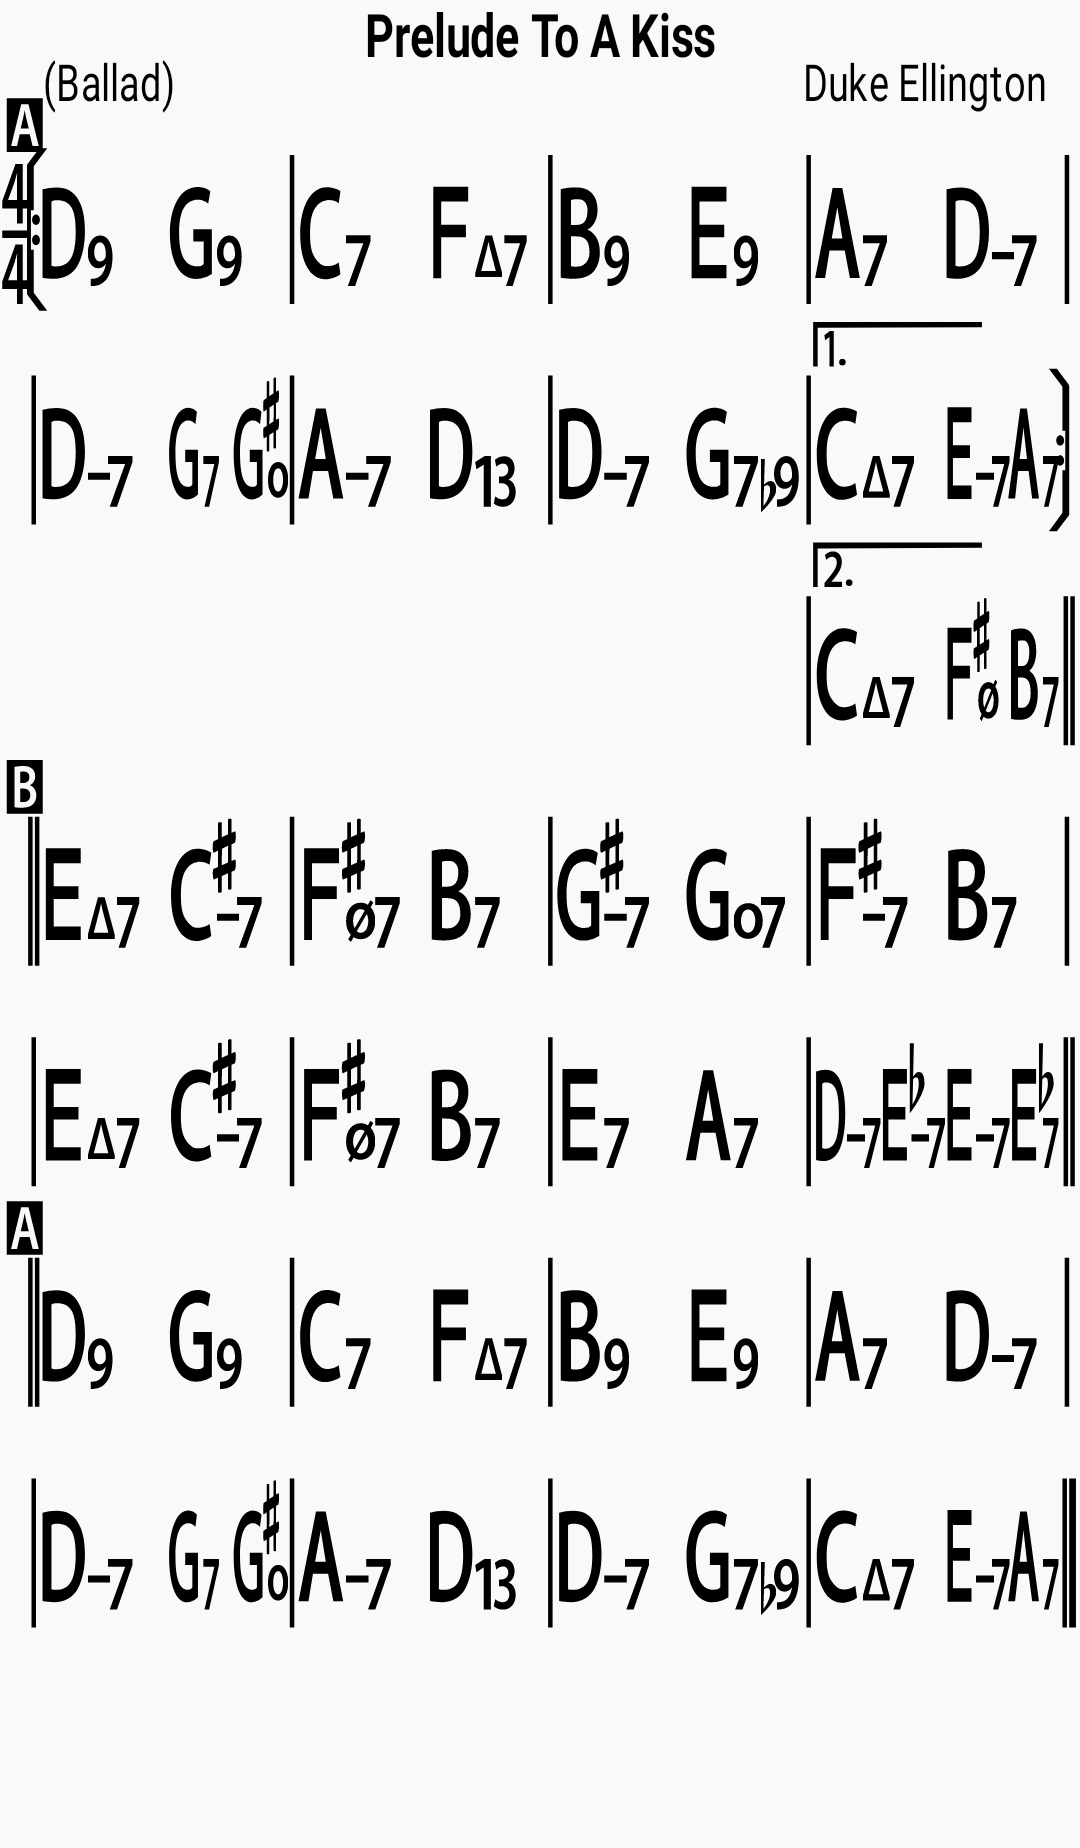 Prelude To A Kiss
(Ballad) Duke Ellington
A
4/4 D9 G9 | C7 FΔ7 | B9 E9 | A7 D–7 |
1.
| D–7 G7 G♯o | A–7 D13 | D–7 G7♭9 | CΔ7 E–7 A7
2.
| CΔ7 F♯ø B7
B
EΔ7 C♯–7 | F♯ø7 B7 | G♯–7 Go7 | F♯–7 B7 |
| EΔ7 C♯–7 | F♯ø7 B7 | E7 A7 | D–7 E♭–7 E–7 E♭7
A
D9 G9 | C7 FΔ7 | B9 E9 | A7 D–7 |
| D–7 G7 G♯o | A–7 D13 | D–7 G7♭9 | CΔ7 E–7 A7